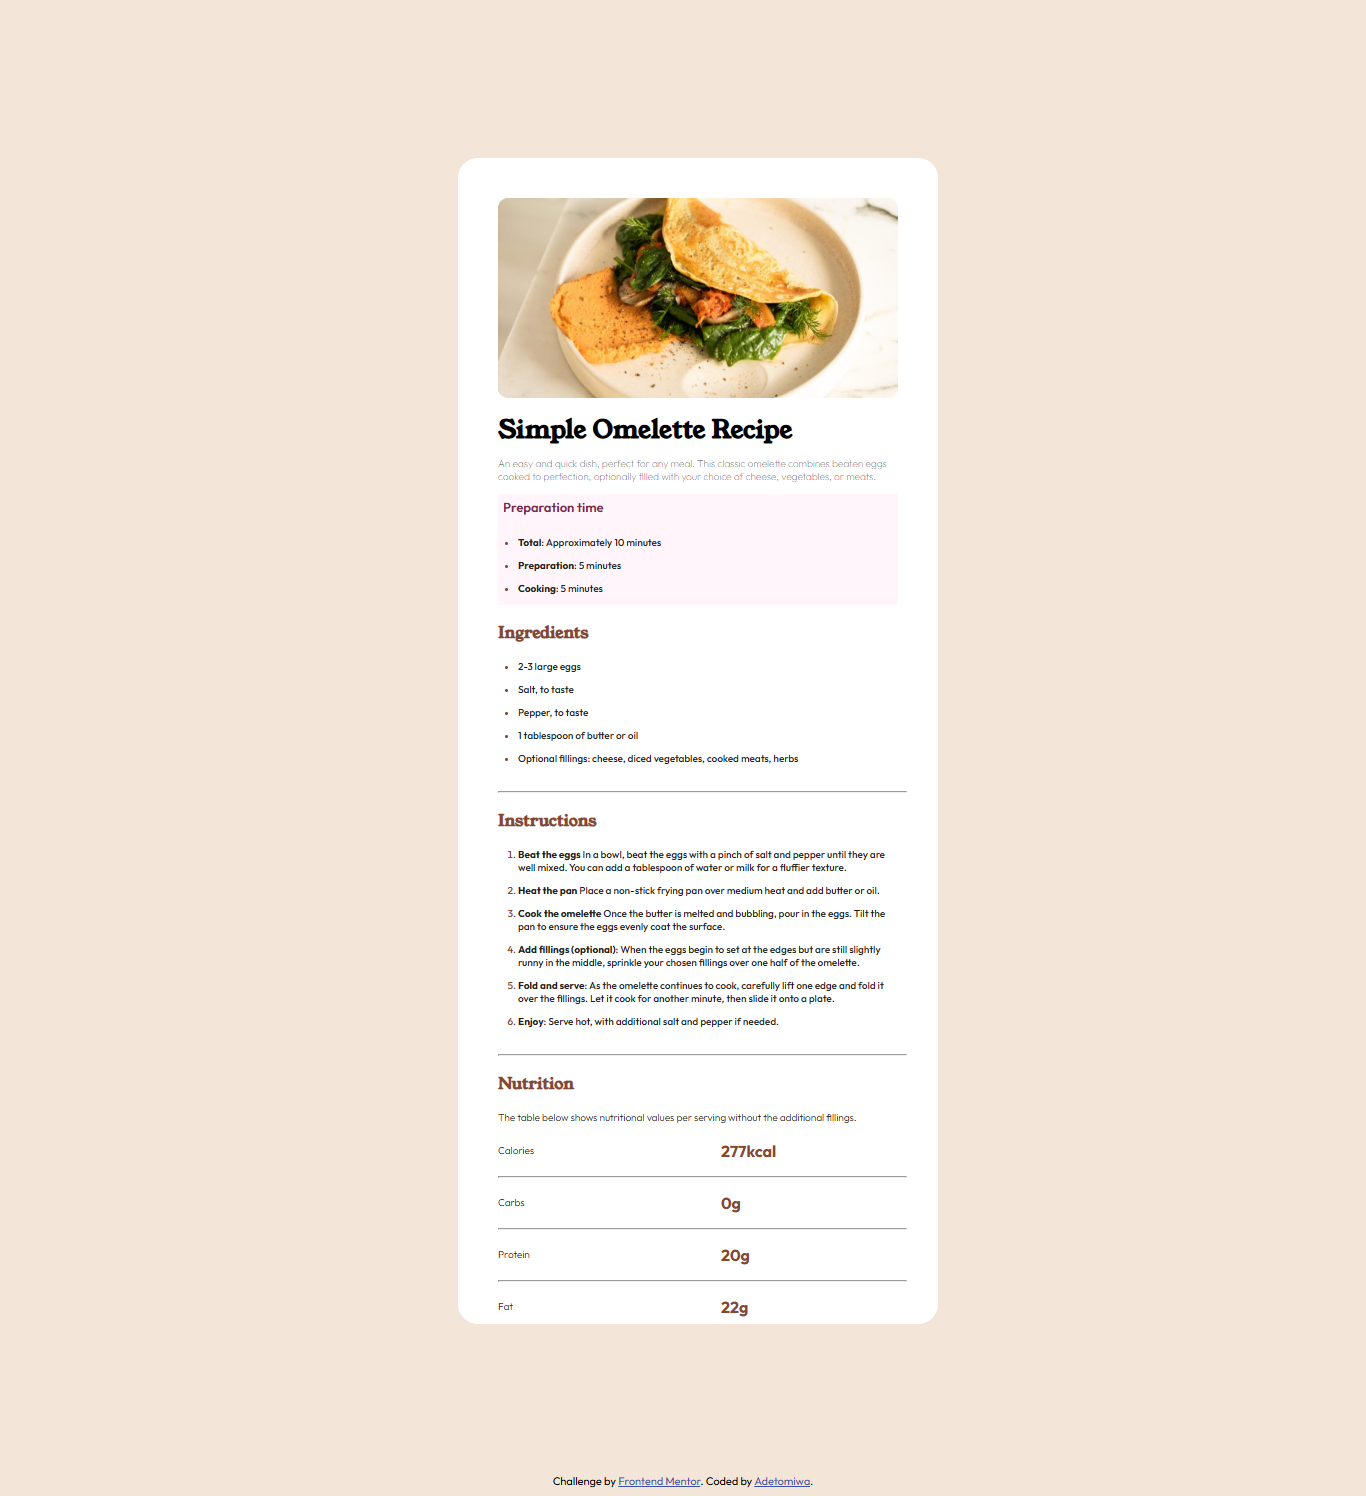 Simple Omelette Recipe
An easy and quick dish, perfect for any meal. This classic omelette combines beaten eggs
cooked to perfection, optionally filled with your choice of cheese, vegetables, or meats.
Preparation time
• Total: Approximately 10 minutes
• Preparation: 5 minutes
• Cooking: 5 minutes
Ingredients
• 2-3 large eggs
• Salt, to taste
• Pepper, to taste
• 1 tablespoon of butter or oil
• Optional fillings: cheese, diced vegetables, cooked meats, herbs
Instructions
1. Beat the eggs In a bowl, beat the eggs with a pinch of salt and pepper until they are
well mixed. You can add a tablespoon of water or milk for a fluffier texture.
2. Heat the pan Place a non-stick frying pan over medium heat and add butter or oil.
3. Cook the omelette Once the butter is melted and bubbling, pour in the eggs. Tilt the
pan to ensure the eggs evenly coat the surface.
4. Add fillings (optional): When the eggs begin to set at the edges but are still slightly
runny in the middle, sprinkle your chosen fillings over one half of the omelette.
5. Fold and serve: As the omelette continues to cook, carefully lift one edge and fold it
over the fillings. Let it cook for another minute, then slide it onto a plate.
6. Enjoy: Serve hot, with additional salt and pepper if needed.
Nutrition
The table below shows nutritional values per serving without the additional fillings.
Calories 277kcal
Carbs 0g
Protein 20g
Fat 22g
Challenge by Frontend Mentor. Coded by Adetomiwa.